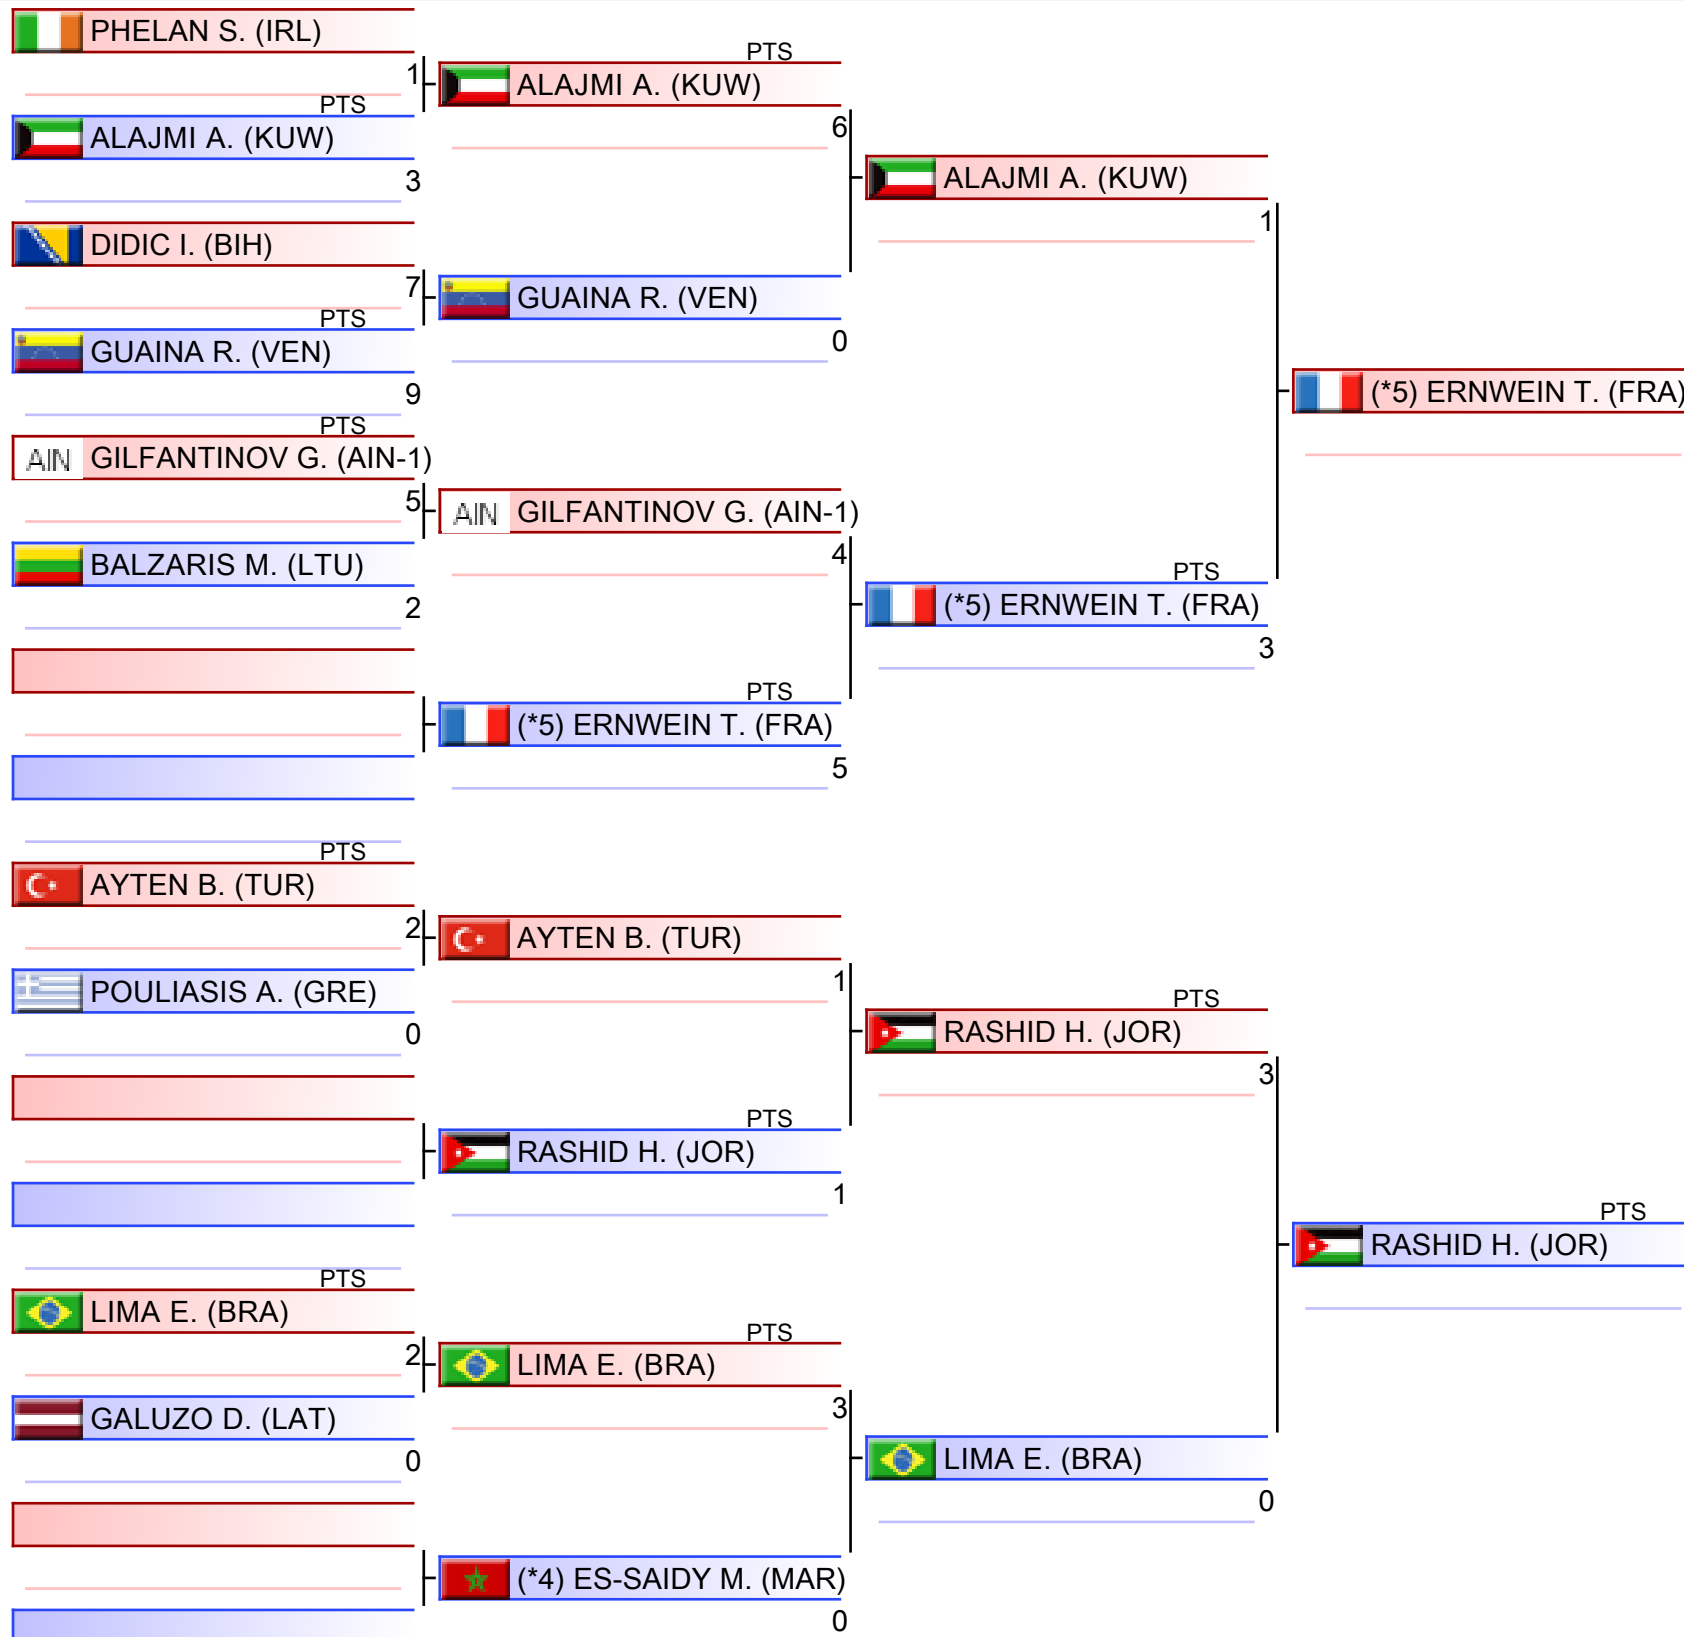 PHELAN S. (IRL)
1
PTS
ALAJMI A. (KUW)
3
DIDIC I. (BIH)
7
PTS
GUAINA R. (VEN)
9
PTS
AIN GILFANTINOV G. (AIN-1)
5
BALZARIS M. (LTU)
2
PTS
AYTEN B. (TUR)
2
POULIASIS A. (GRE)
0
PTS
LIMA E. (BRA)
2
GALUZO D. (LAT)
0
PTS
ALAJMI A. (KUW)
6
GUAINA R. (VEN)
0
AIN GILFANTINOV G. (AIN-1)
4
PTS
(*5) ERNWEIN T. (FRA)
5
AYTEN B. (TUR)
1
PTS
RASHID H. (JOR)
1
PTS
LIMA E. (BRA)
3
(*4) ES-SAIDY M. (MAR)
0
ALAJMI A. (KUW)
1
PTS
(*5) ERNWEIN T. (FRA)
3
PTS
RASHID H. (JOR)
3
LIMA E. (BRA)
0
(*5) ERNWEIN T. (FRA)
PTS
RASHID H. (JOR)